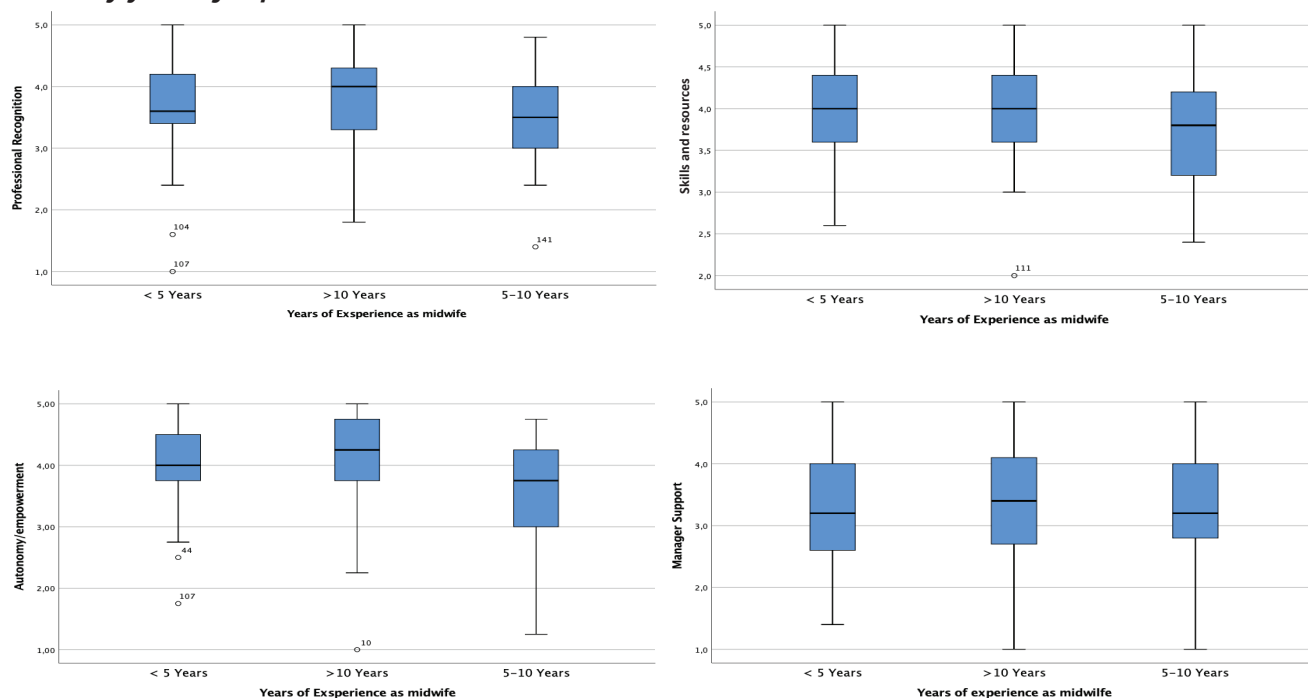 5,0
4,0
3,0
2,0
1,0
Professional Recognition
104
107
141
< 5 Years
>10 Years
5–10 Years
Years of Exsperience as midwife
5,0
4,5
4,0
3,5
3,0
2,5
2,0
Skills and resources
111
< 5 Years
>10 Years
5–10 Years
Years of Experience as midwife
5,00
4,00
3,00
2,00
1,00
Autonomy/empowerment
44
107
10
< 5 Years
>10 Years
5–10 Years
Years of Exsperience as midwife
5,0
4,0
3,0
2,0
1,0
Manager Support
< 5 Years
>10 Years
5–10 Years
Years of experience as midwilfe